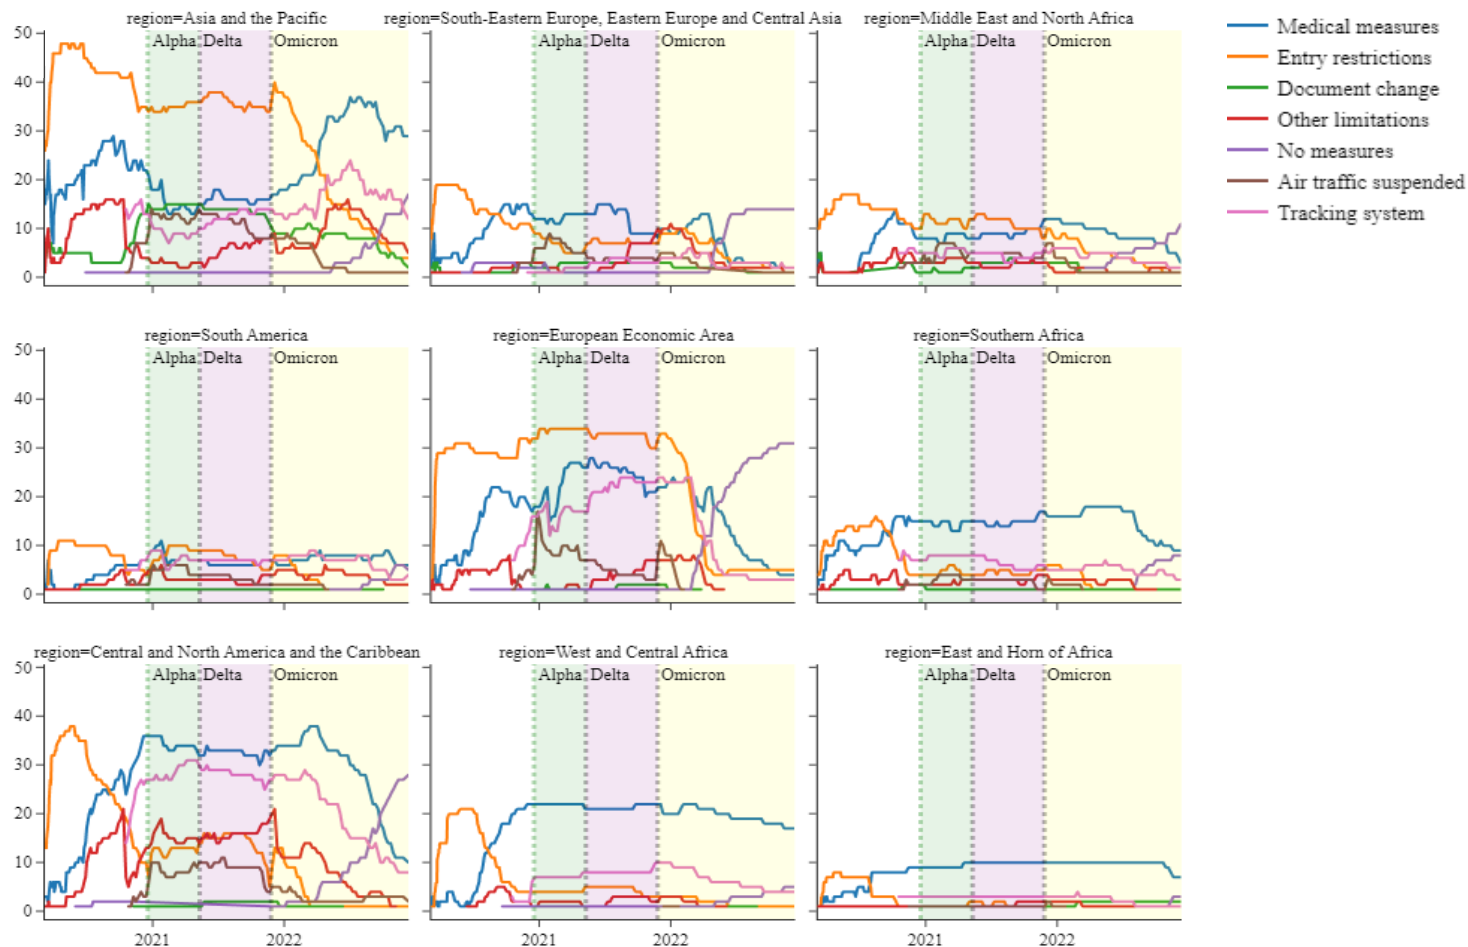 region=Asia and the Pacific
region=South-Eastern Europe, Eastern Europe and Central Asia
region=Middle East and North Africa
50
40
30
20
10
0
Alpha Delta Omicron
Alpha Delta Omicron
Alpha Delta Omicron
Medical measures
Entry restrictions
Document change
Other limitations
No measures
Air traffic suspended
Tracking system
region=South America
region=European Economic Area
region=Southern Africa
50
40
30
20
10
0
Alpha Delta Omicron
Alpha Delta Omicron
Alpha Delta Omicron
region=Central and North America and the Caribbean
region=West and Central Africa
region=East and Horn of Africa
50
40
30
20
10
0
Alpha Delta Omicron
Alpha Delta Omicron
Alpha Delta Omicron
2021 2022
2021 2022
2021 2022